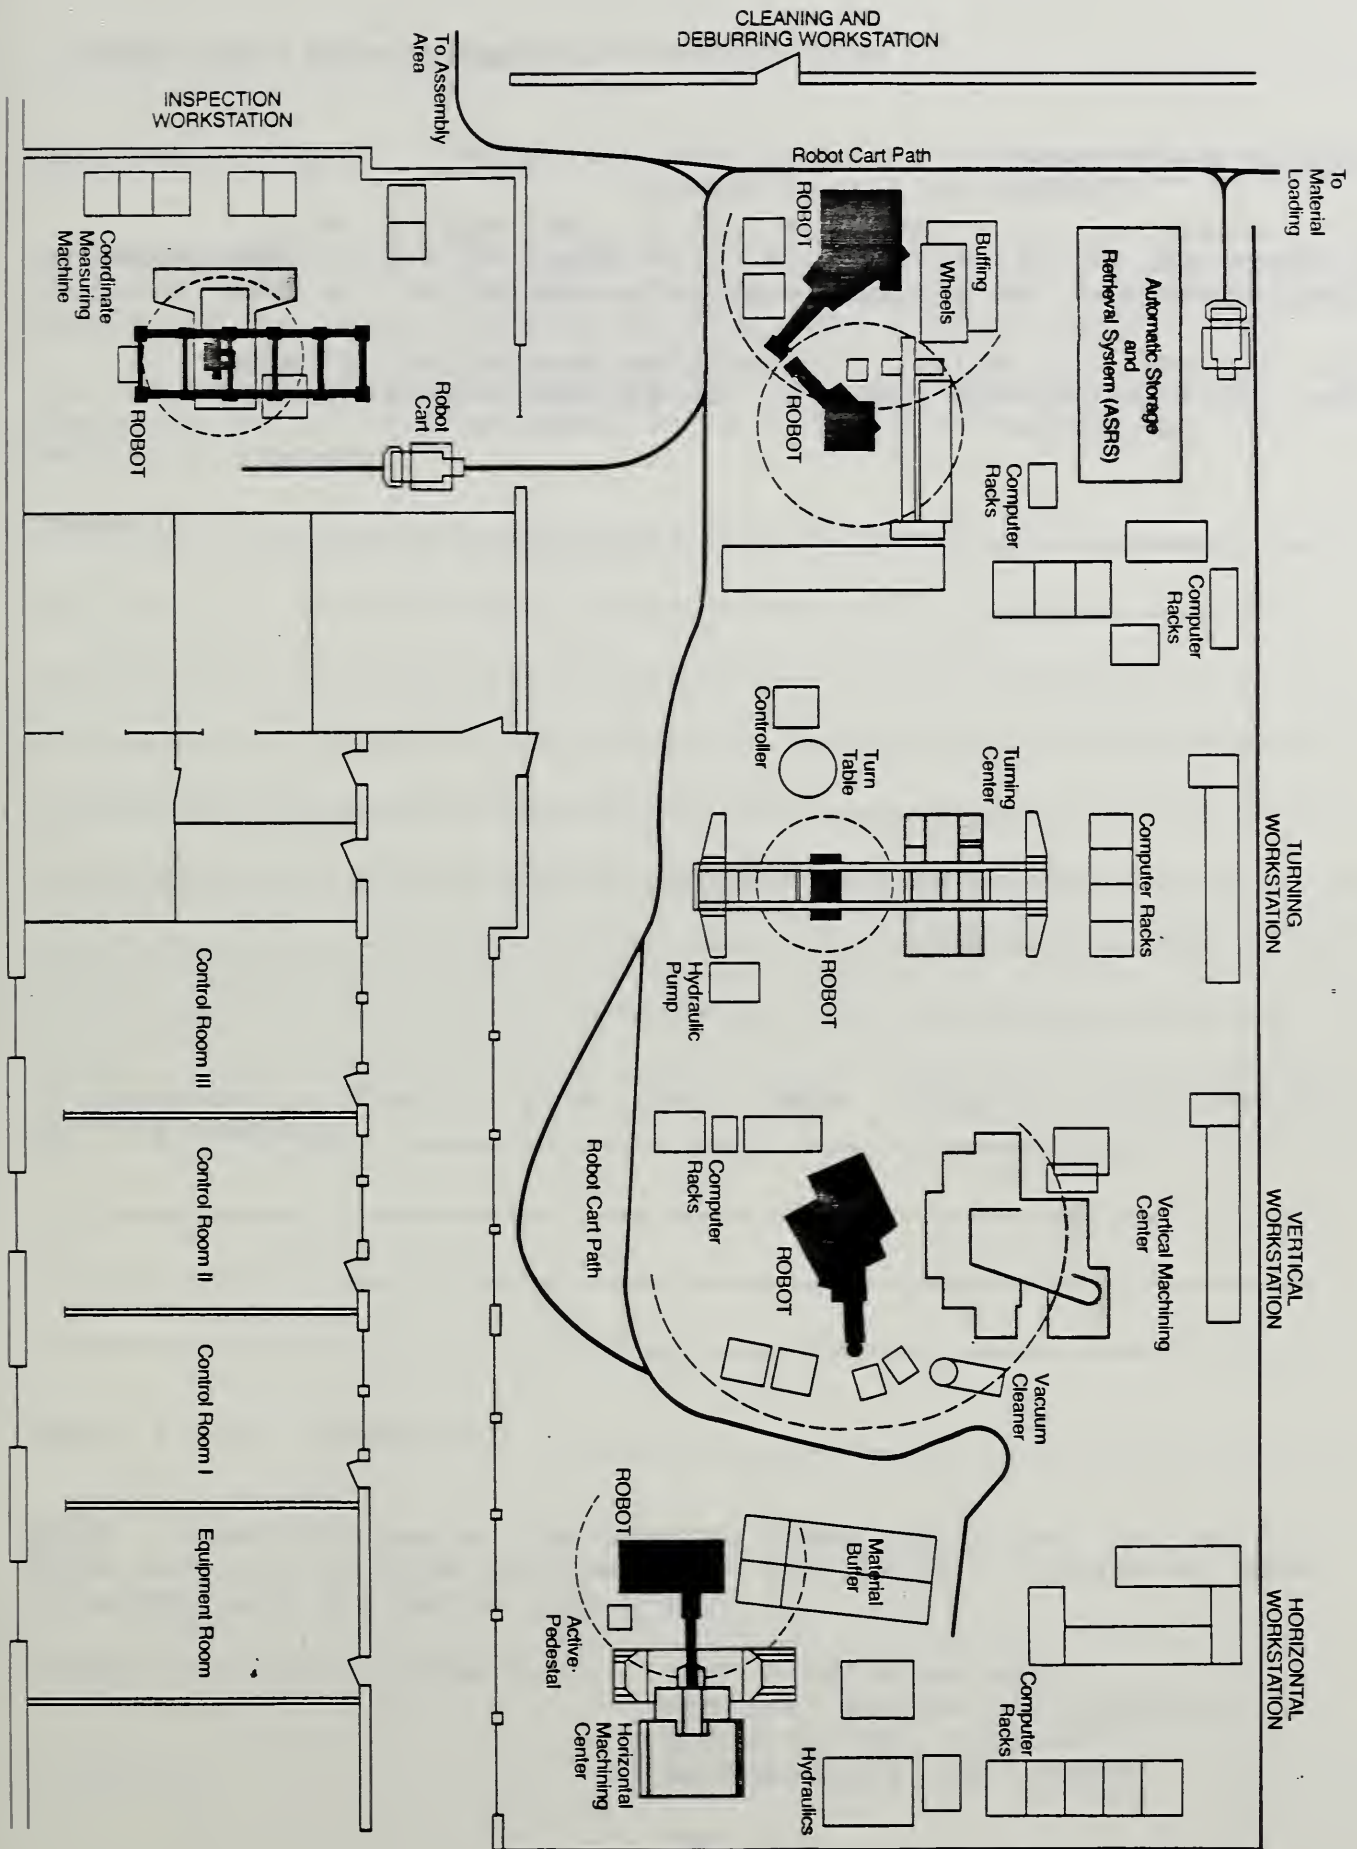 CLEANING AND
DEBURRING WORKSTATION
To Assembly
Area
INSPECTION
WORKSTATION
Robot Cart Path
To
Material
Loading
ROBOT
Buffing
Wheels
Automatic Storage
and
Retrieval System (ASRS)
Coordinate
Measuring
Machine
ROBOT
Robot
Cart
ROBOT
Computer
Racks
Computer
Racks
Controller
Turn
Table
Turning
Center
Computer Racks
TURNING
WORKSTATION
Hydraulic
Pump
ROBOT
Control Room III
Robot Cart Path
Computer
Racks
ROBOT
Vertical Machining
Center
VERTICAL
WORKSTATION
Control Room II
Vacuum
Cleaner
Control Room I
ROBOT
Material
Buffer
Equipment Room
Active
Pedestal
HORIZONTAL
WORKSTATION
Computer
Racks
Horizontal
Machining
Center
Hydraulics